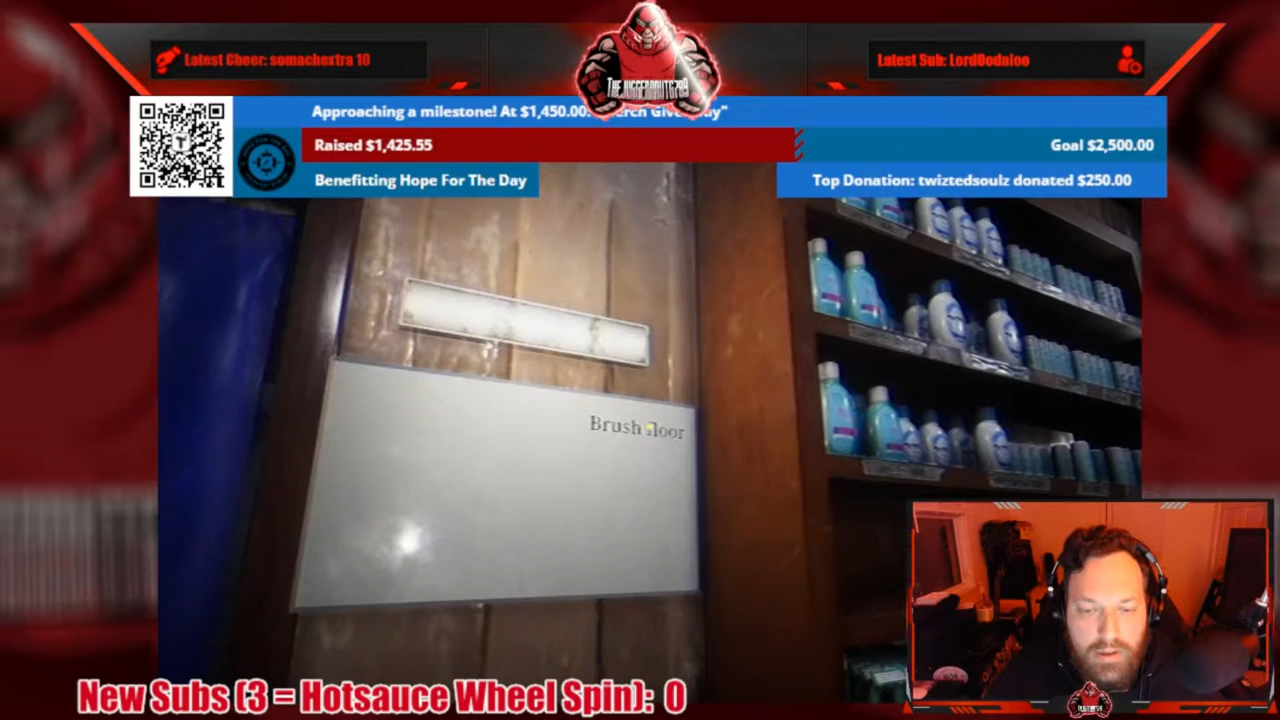 Latest Cheer: somachextra 10
Latest Sub: LordOodaloo
Approaching a milestone! At $1,450.00:
Raised $1,425.55
Goal $2,500.00
Benefitting Hope For The Day
Top Donation: twiztedsoulz donated $250.00
Brush floor
New Subs (3 = Hotsauce Wheel Spin): 0